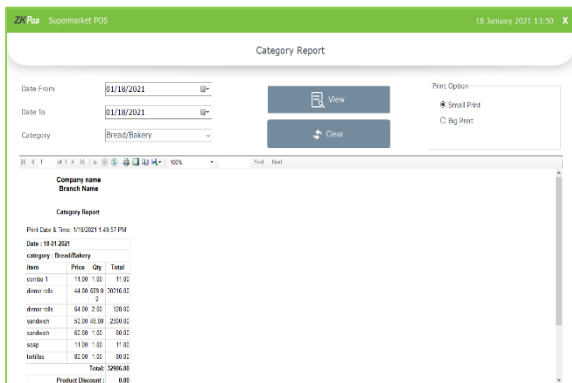 ZKPos Supermarket POS 18 January 2021 13:50 X
Category Report
Date From 01/18/2021
Date To 01/18/2021
Category Bread/Bakery
View
Clear
Print Option
Small Print
Big Print
1 of 1 100% Find Next
Company name
Branch Name
Category Report
Print Date & Time: 1/18/2021 1:49:57 PM
Date : 18-01-2021
category : Bread/Bakery
Item Price Qty Total
combo 1 11.00 1.00 11.00
dinner rolls 44.00 689.0 30316.00
0
dinner rolls 64.00 2.00 128.00
sandwich 50.00 46.00 2300.00
sandwich 60.00 1.00 60.00
soap 11.00 1.00 11.00
tortillas 80.00 1.00 80.00
Total: 32906.00
Product Discount : 0.00